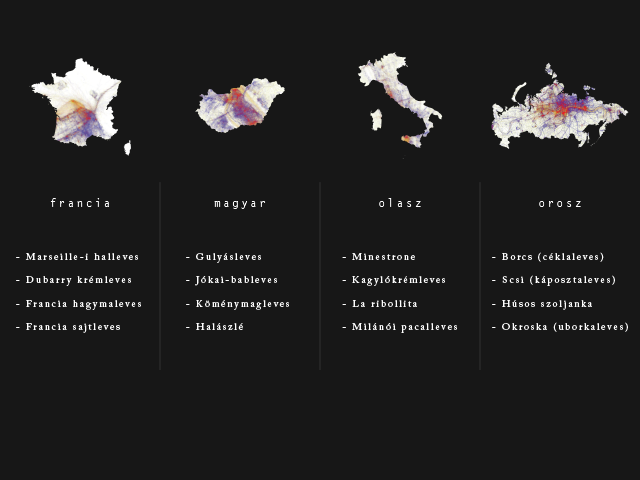 francia
- Marseille-i halleves
- Dubarry krémleves
- Francia hagymaleves
- Francia sajtleves
magyar
- Gulyásleves
- Jókai-bableves
- Köménymagleves
- Halászlé
olasz
- Minestrone
- Kagylókrémleves
- La ribollita
- Milánói pacalleves
orosz
- Borcs (céklaleves)
- Scsi (káposztaleves)
- Húsos szoljanka
- Okroska (uborkaleves)